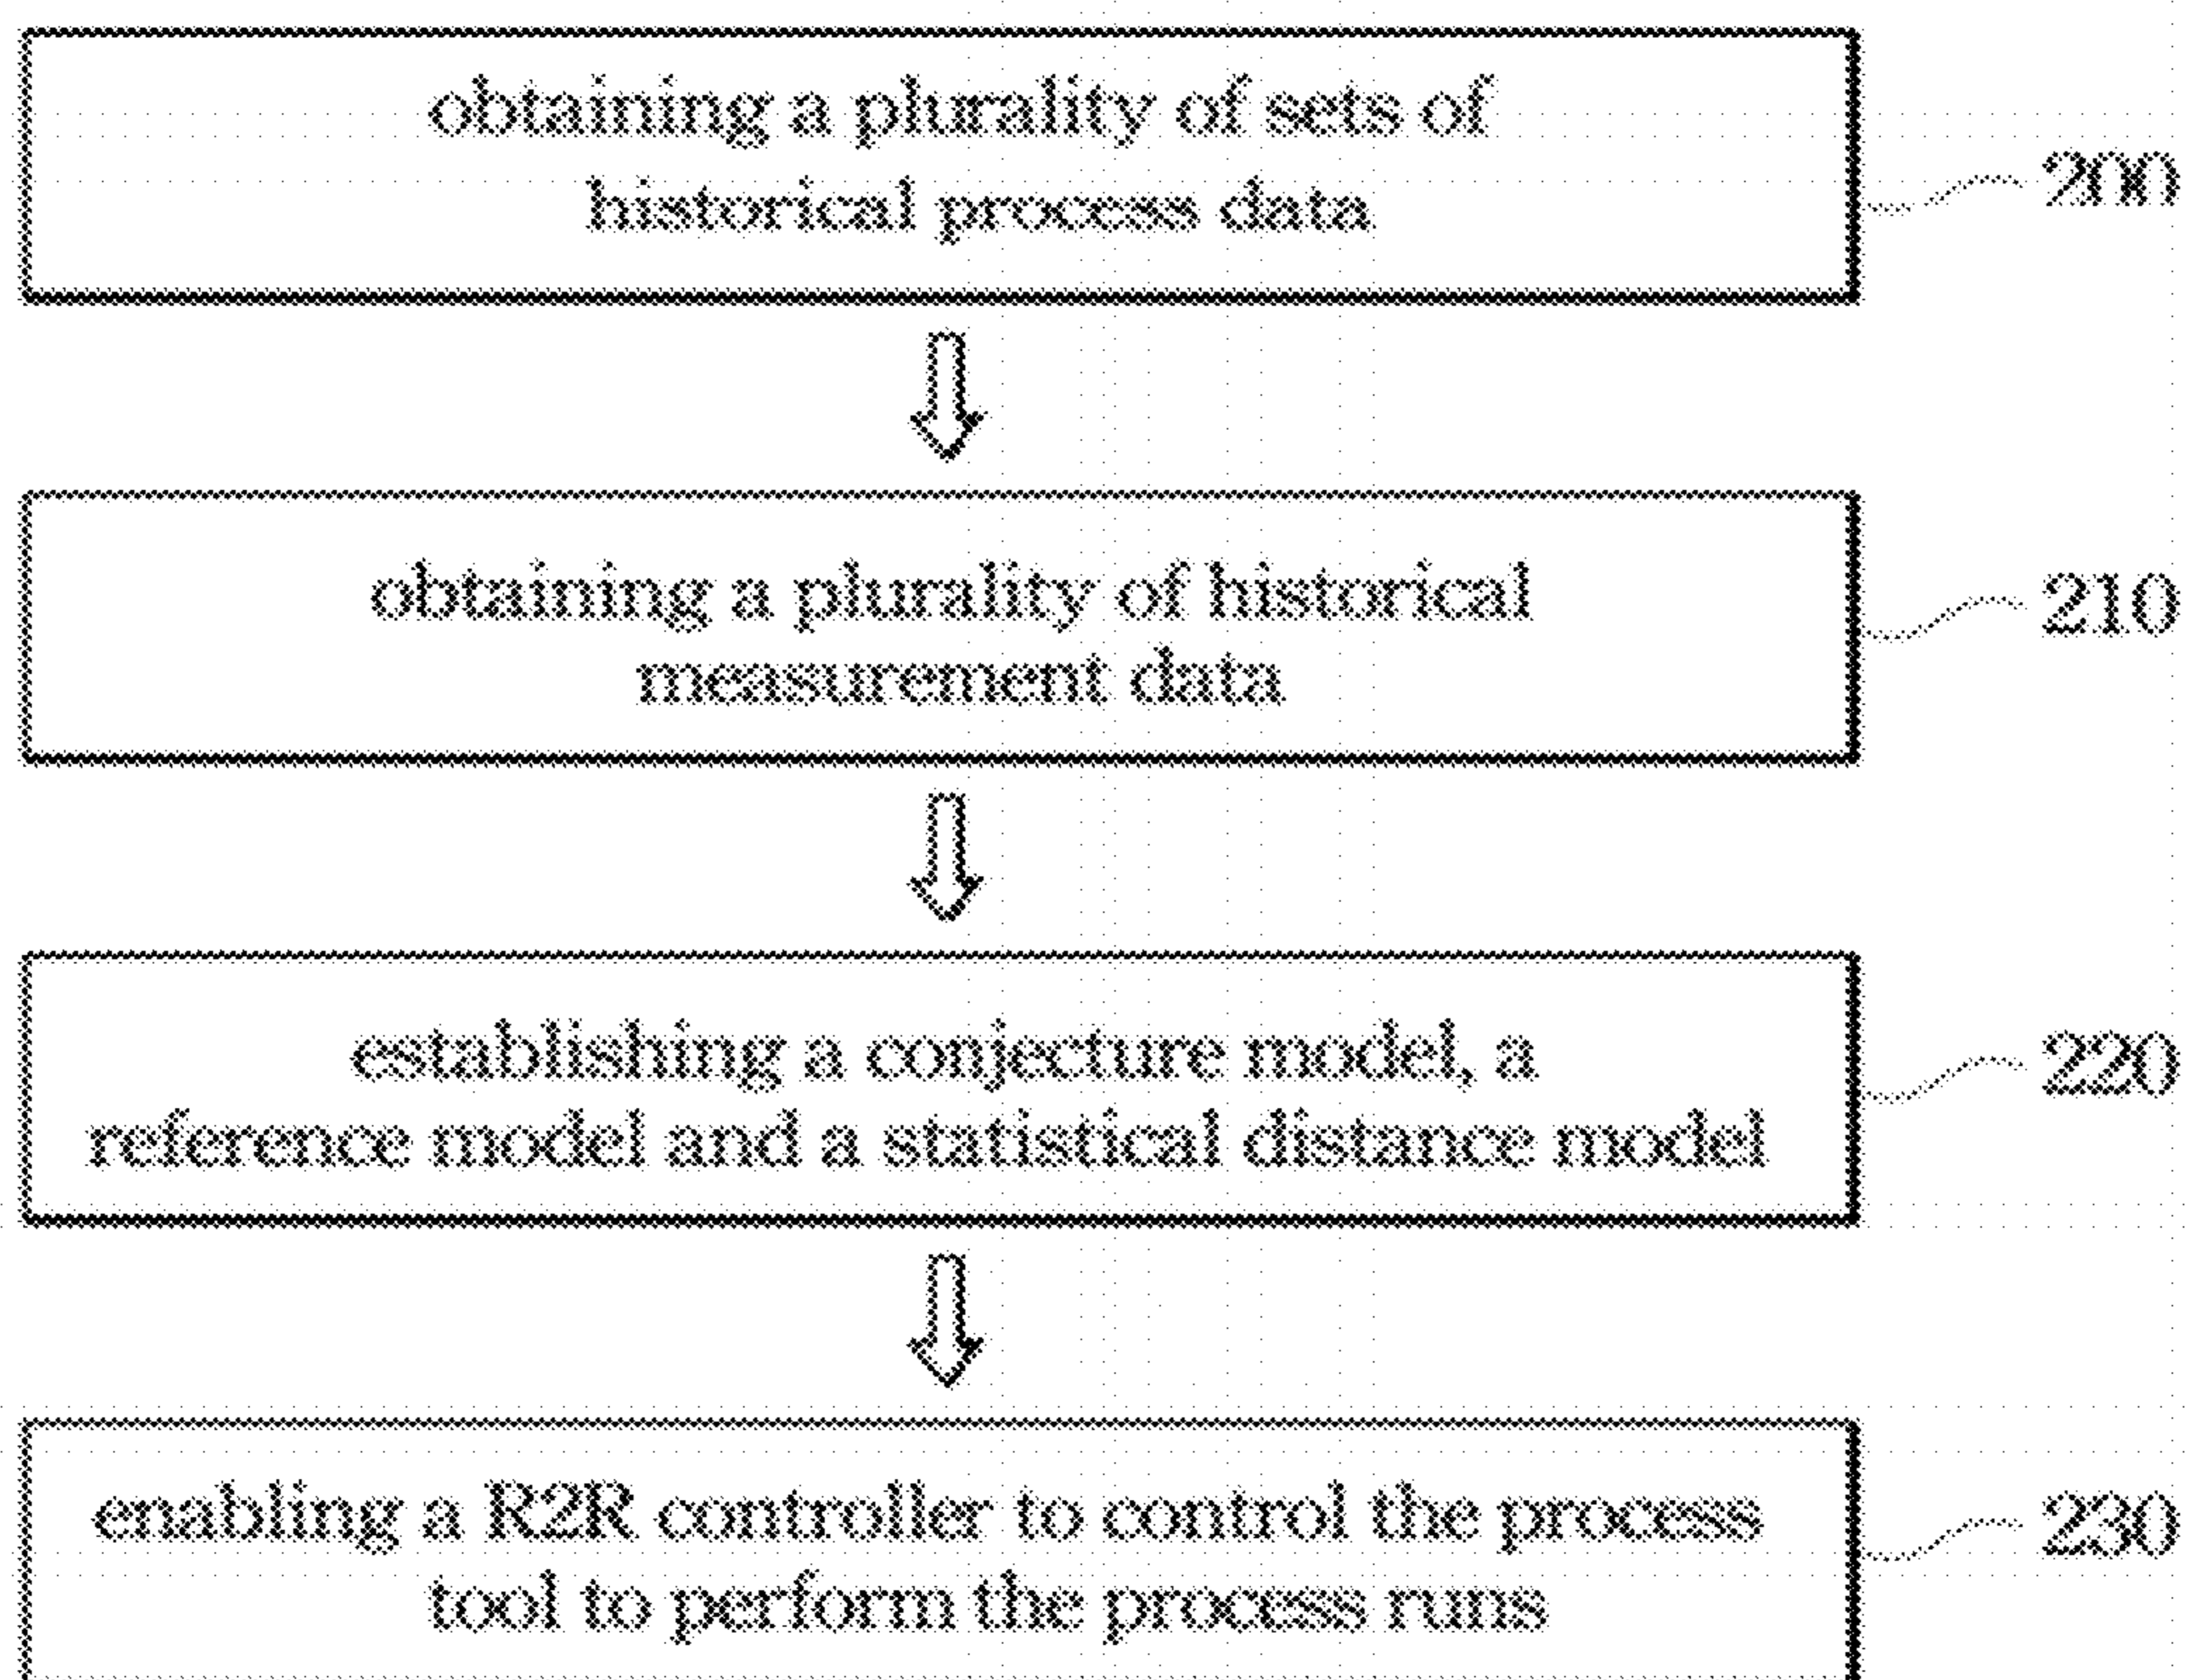 obtaining a plurality of sets of
historical process data
200
obtaining a plurality of historical
measurement data
210
establishing a conjecture model, a
reference model and a statistical distance model
220
enabling a R2R controller to control the process
tool to perform the process runs
230